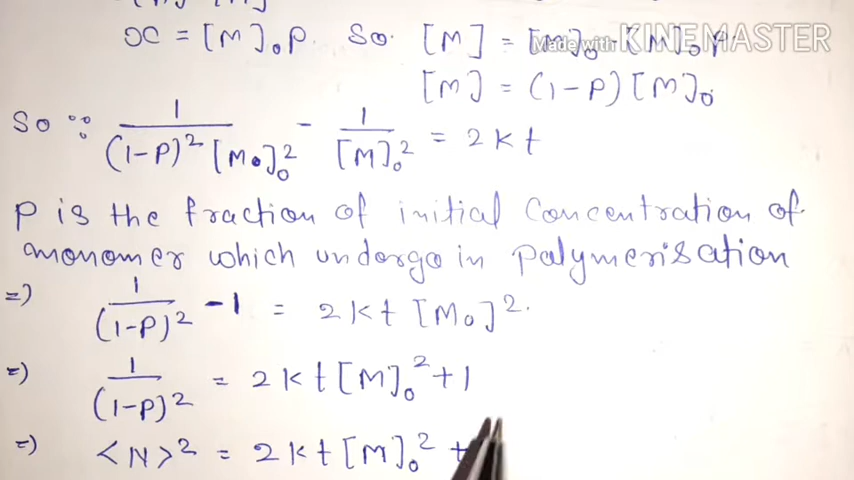 x = [M]₀P. So. [M] = [M]₀-[M]₀P
Made with KINEMASTER
[M] = (1-P) [M]₀
So ∵ 1/((1-P)² [M₀]₀²) - 1/[M]₀² = 2kt
P is the fraction of initial Concentration of
monomer which undergo in polymerisation
=) 1/(1-P)² -1 = 2kt [M₀]².
=) 1/(1-P)² = 2kt[M]₀²+1
=) <N>² = 2kt[M]₀² +